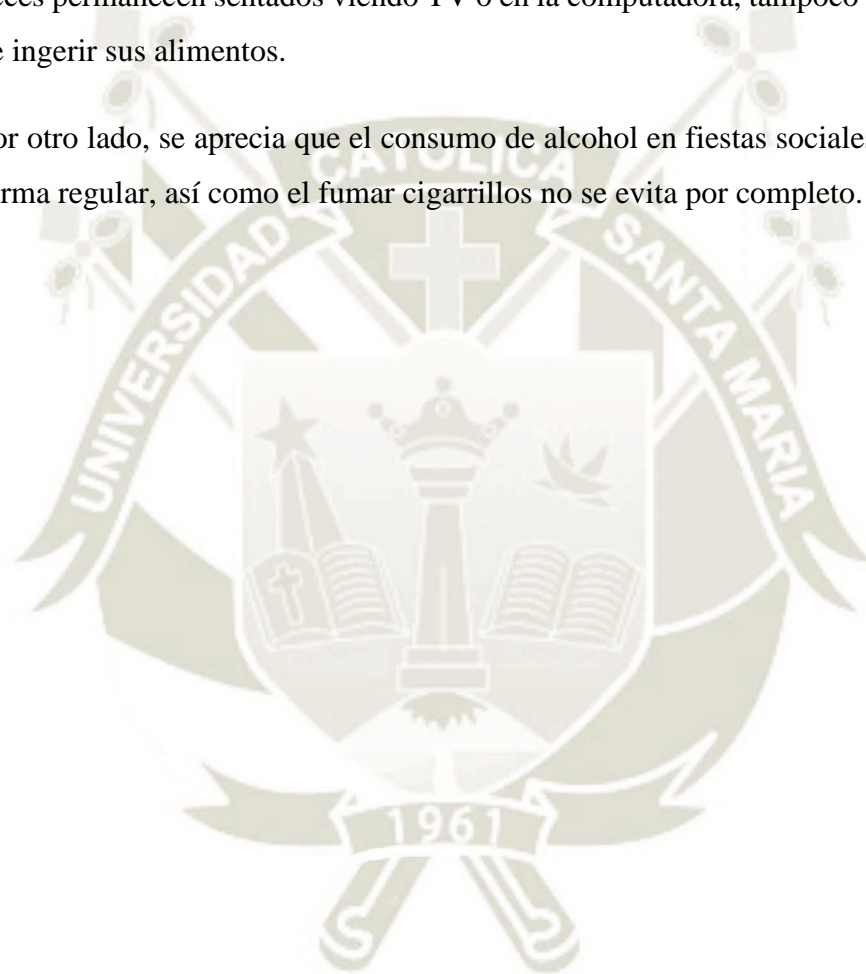 eces permanecen sentados viendo TV o en la computadora, tampoco
e ingerir sus alimentos.
or otro lado, se aprecia que el consumo de alcohol en fiestas sociales
rma regular, así como el fumar cigarrillos no se evita por completo.
UNIVERSIDAD CATOLICA SANTA MARIA
1961